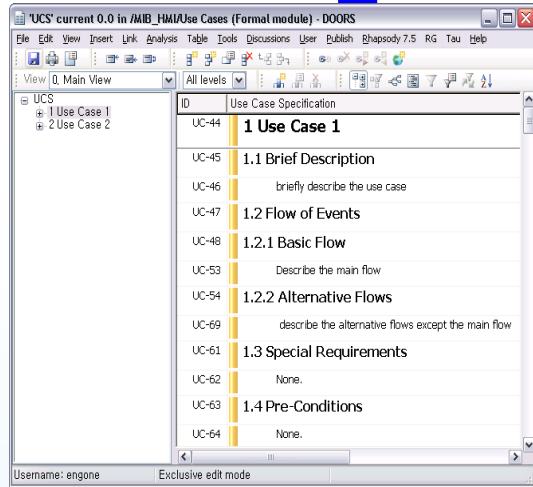 'UCS' current 0.0 in /MIB_HMI/Use Cases (Formal module) - DOORS
File Edit View Insert Link Analysis Table Tools Discussions User Publish Rhapsody 7.5 RG Tau Help
View 0, Main View All levels
UCS
1 Use Case 1
2 Use Case 2
ID Use Case Specification
UC-44 1 Use Case 1
UC-45 1.1 Brief Description
UC-46 briefly describe the use case
UC-47 1.2 Flow of Events
UC-48 1.2.1 Basic Flow
UC-53 Describe the main flow
UC-54 1.2.2 Alternative Flows
UC-69 describe the alternative flows except the main flow
UC-61 1.3 Special Requirements
UC-62 None.
UC-63 1.4 Pre-Conditions
UC-64 None.
Username: engone Exclusive edit mode